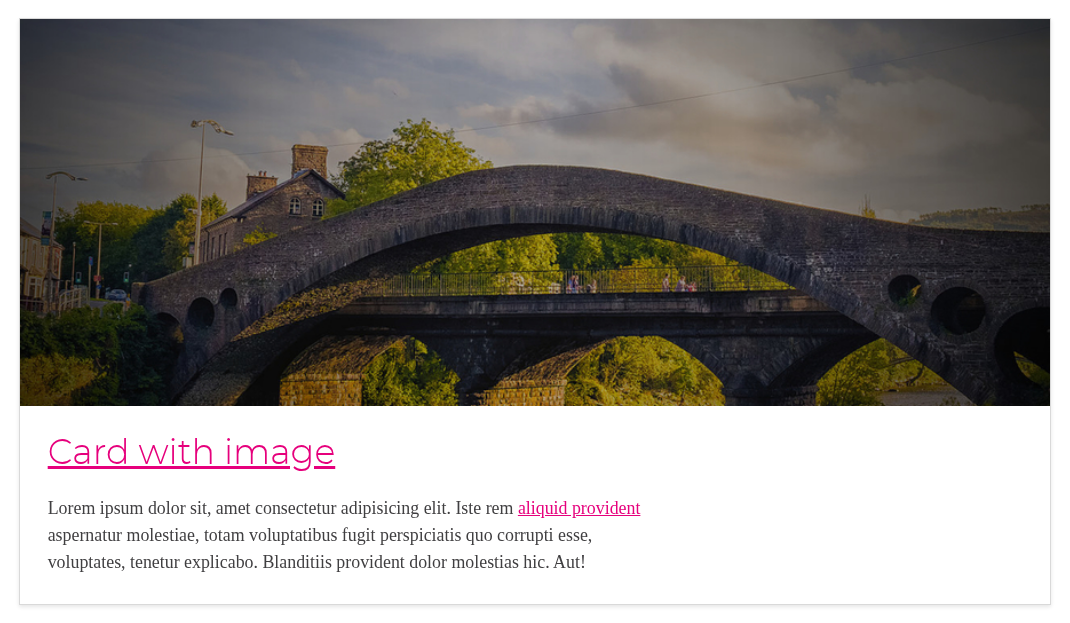 Card with image
Lorem ipsum dolor sit, amet consectetur adipisicing elit. Iste rem aliquid provident
aspernatur molestiae, totam voluptatibus fugit perspiciatis quo corrupti esse,
voluptates, tenetur explicabo. Blanditiis provident dolor molestias hic. Aut!